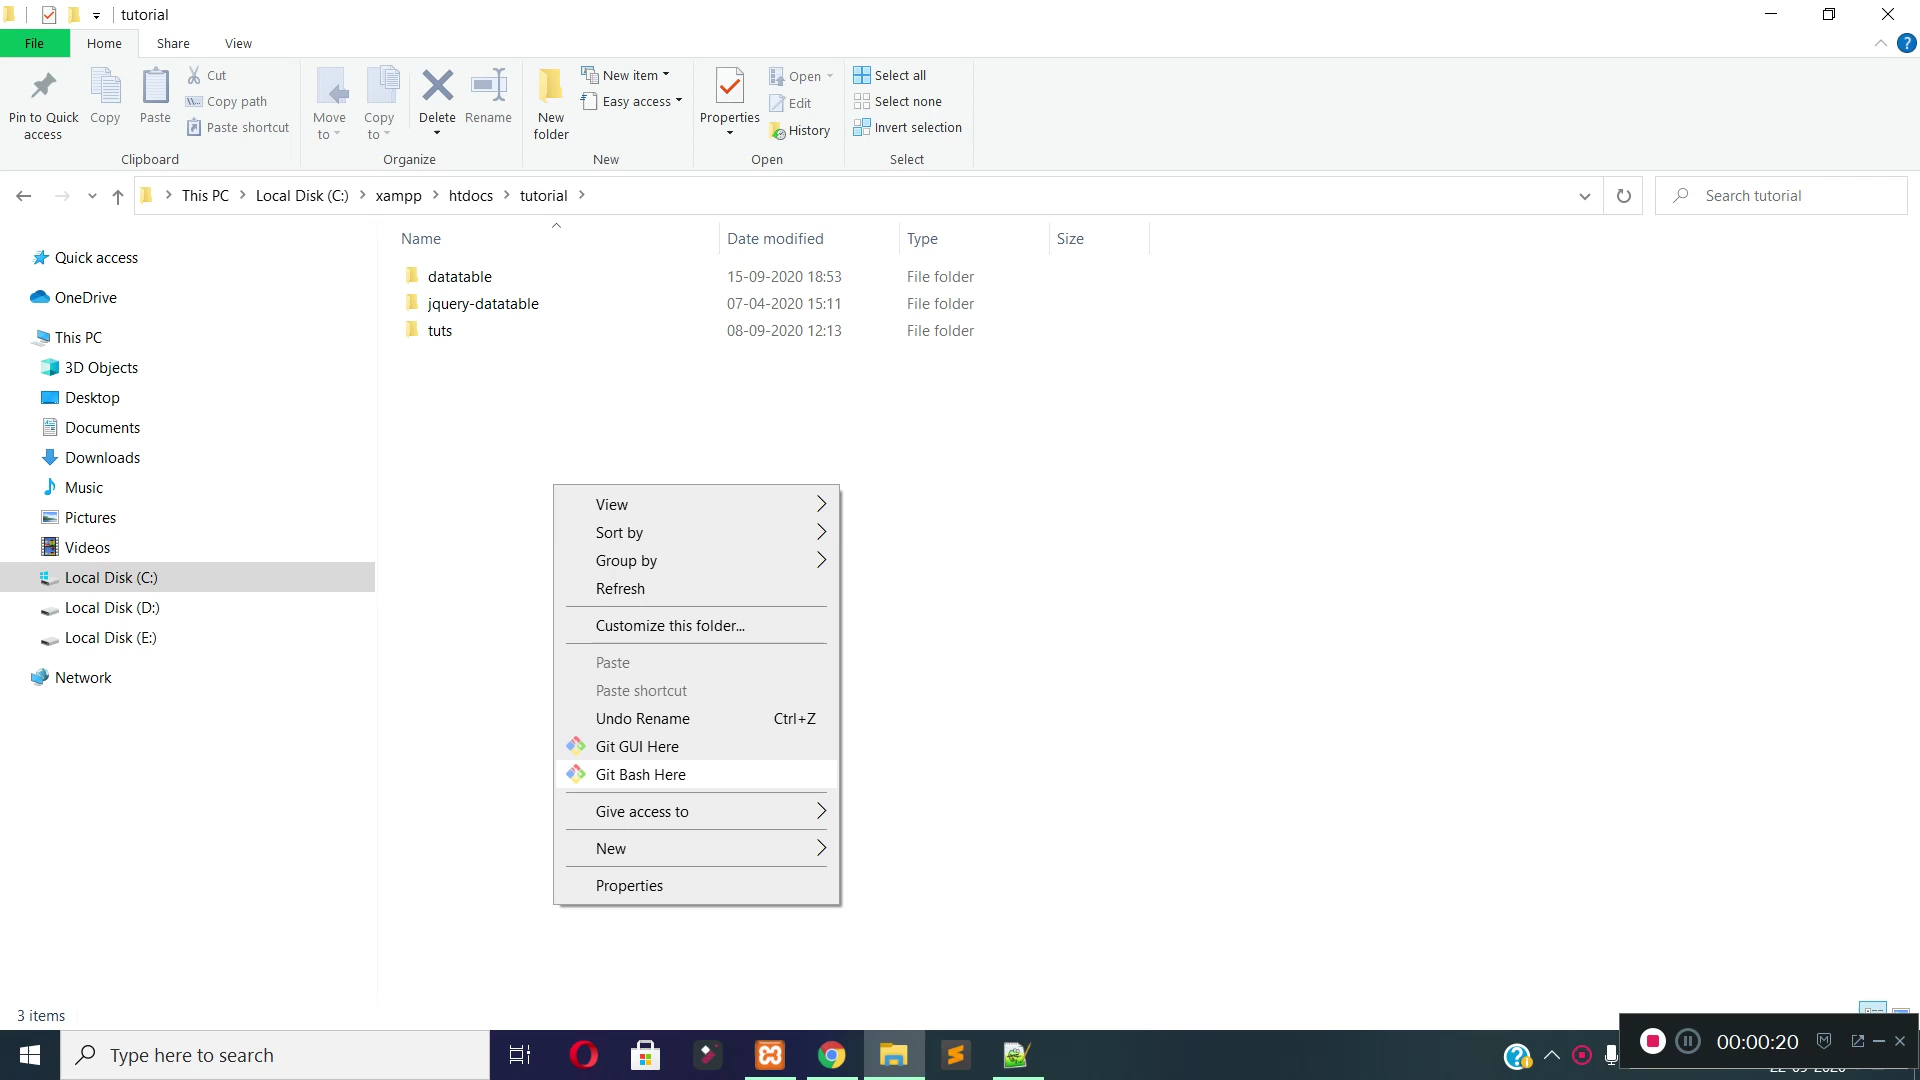 tutorial
File
Home
Share
View
Pin to Quick access
Copy
Paste
Cut
Copy path
Paste shortcut
Clipboard
Move to
Copy to
Delete
Rename
Organize
New folder
New item
Easy access
New
Properties
Open
Edit
History
Open
Select all
Select none
Invert selection
Select
This PC
Local Disk (C:)
xampp
htdocs
tutorial
Search tutorial
Quick access
OneDrive
This PC
3D Objects
Desktop
Documents
Downloads
Music
Pictures
Videos
Local Disk (C:)
Local Disk (D:)
Local Disk (E:)
Network
Name Date modified Type Size
datatable 15-09-2020 18:53 File folder
jquery-datatable 07-04-2020 15:11 File folder
tuts 08-09-2020 12:13 File folder
View
Sort by
Group by
Refresh
Customize this folder...
Paste
Paste shortcut
Undo Rename Ctrl+Z
Git GUI Here
Git Bash Here
Give access to
New
Properties
3 items
Type here to search
00:00:20